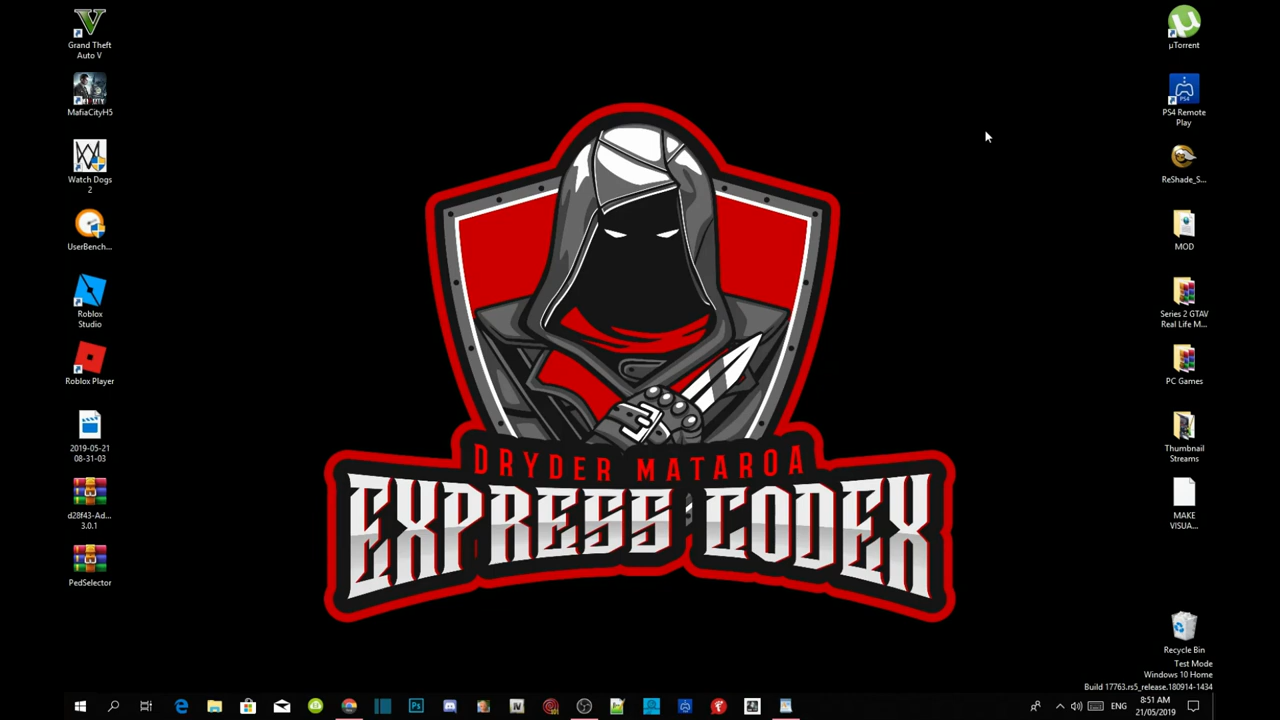 Grand Theft
Auto V
MafiaCityH5
Watch Dogs
2
UserBench...
Roblox
Studio
Roblox Player
2019-05-21
08-31-03
d28f43-Ad...
3.0.1
PedSelector
DRYDER MATAROA
EXPRESS CODEX
µTorrent
PS4
PS4 Remote
Play
ReShade_S...
MOD
Series 2 GTAV
Real Life M...
PC Games
Thumbnail
Streams
MAKE
VISUA...
Recycle Bin
Test Mode
Windows 10 Home
Build 17763.rs5_release.180914-1434
Ps
IV
ENG
8:51 AM
21/05/2019